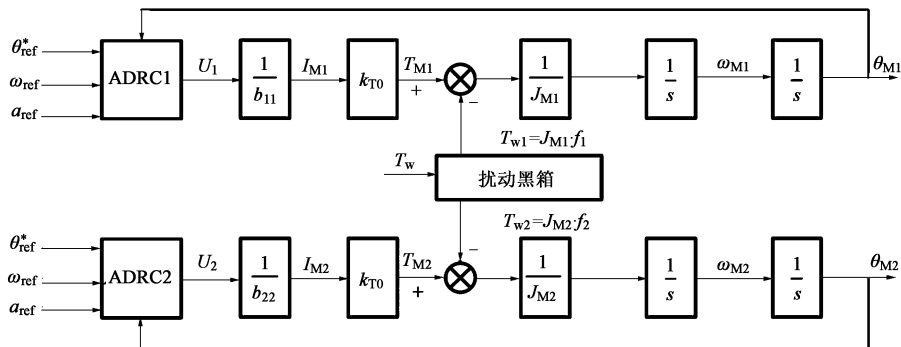 θ*ref
ωref
aref
ADRC1
U1
1/b11
IM1
kT0
TM1
+
−
1/JM1
1/s
ωM1
1/s
θM1
Tw1=JM1·f1
Tw
扰动黑箱
Tw2=JM2·f2
θ*ref
ωref
aref
ADRC2
U2
1/b22
IM2
kT0
TM2
+
−
1/JM2
1/s
ωM2
1/s
θM2